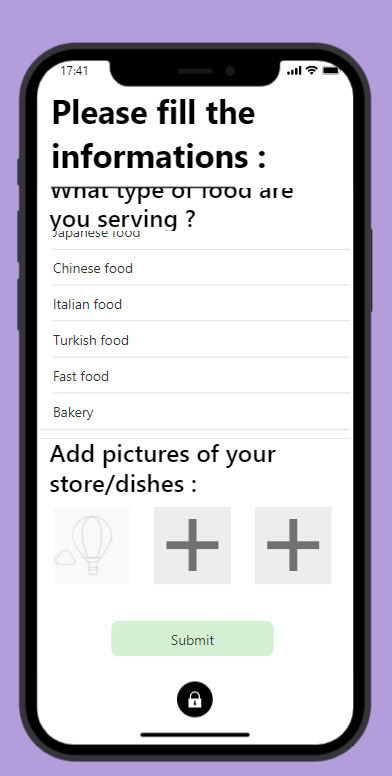 17:41
Please fill the
informations :
What type of food are
you serving ?
Japanese food
Chinese food
Italian food
Turkish food
Fast food
Bakery
Add pictures of your
store/dishes :
Submit